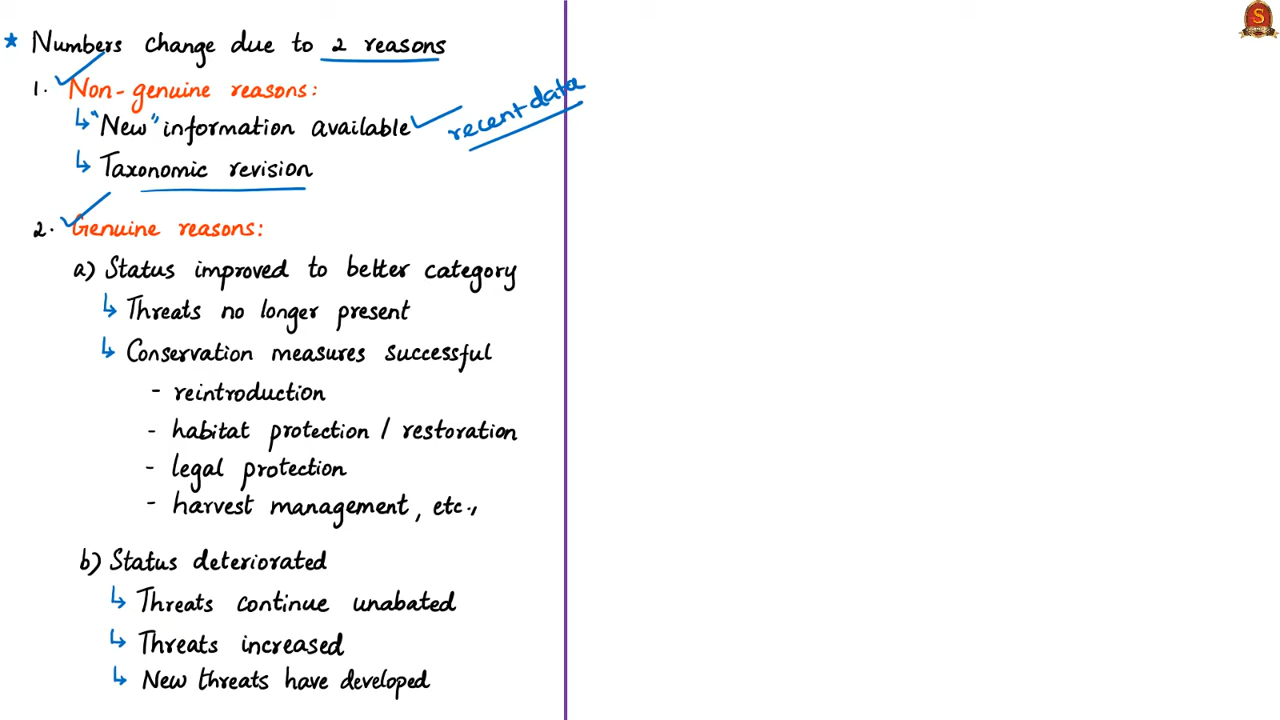 ★ Numbers change due to 2 reasons
1. Non-genuine reasons:
↳ "New" information available recent data
↳ Taxonomic revision
2. Genuine reasons:
a) Status improved to better category
↳ Threats no longer present
↳ Conservation measures successful
- reintroduction
- habitat protection / restoration
- legal protection
- harvest management, etc.,
b) Status deteriorated
↳ Threats continue unabated
↳ Threats increased
↳ New threats have developed
S